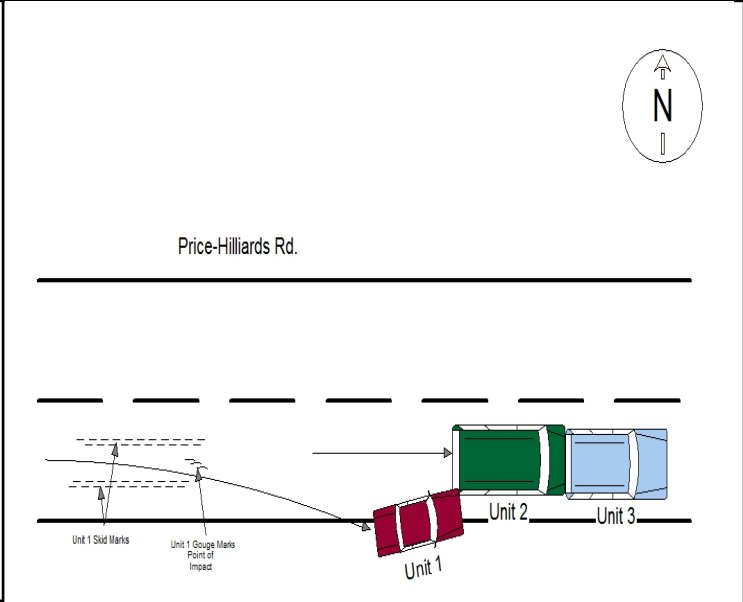 N
Price-Hilliards Rd.
Unit 2
Unit 3
Unit 1 Skid Marks
Unit 1 Gouge Marks
Point of
Impact
Unit 1